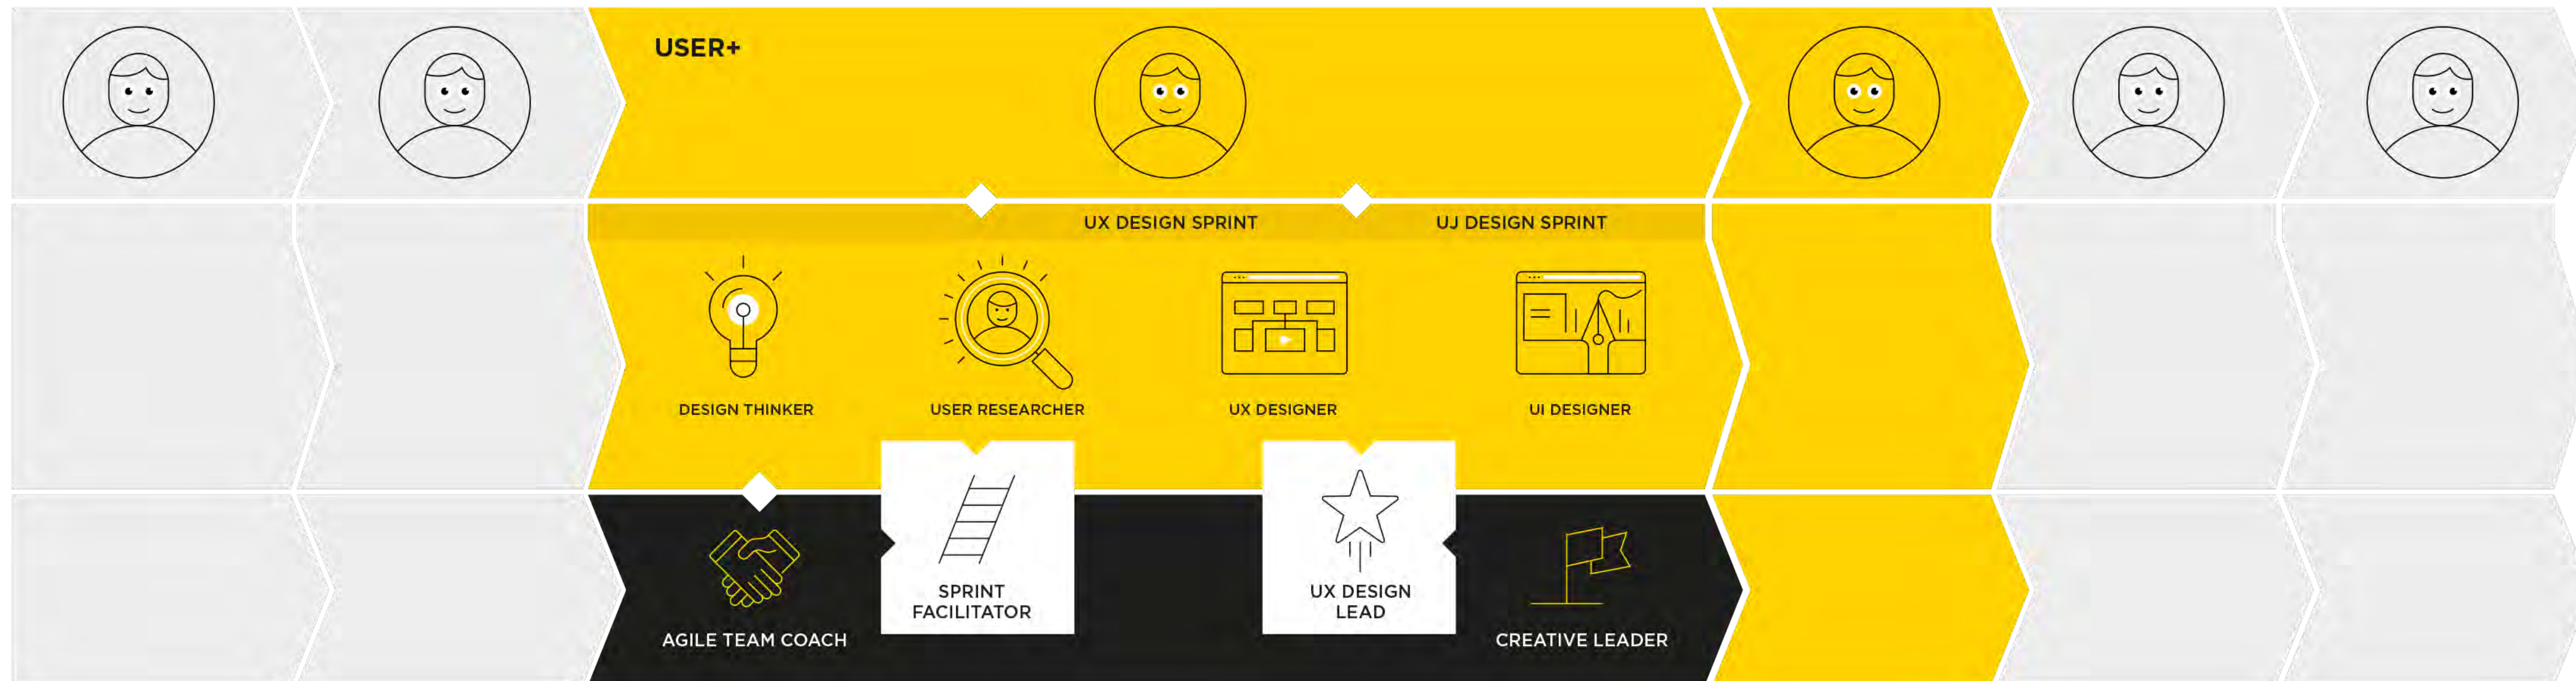 USER+
UX DESIGN SPRINT
UJ DESIGN SPRINT
DESIGN THINKER
USER RESEARCHER
UX DESIGNER
UI DESIGNER
SPRINT
FACILITATOR
UX DESIGN
LEAD
AGILE TEAM COACH
CREATIVE LEADER